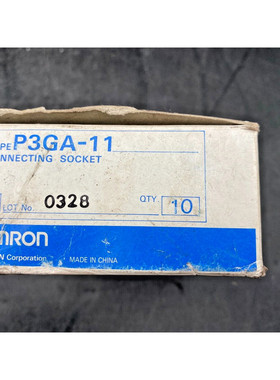 PE P3GA-11
NNECTING SOCKET
LOT No. 0328 QTY 10
MRON
N Corporation MADE IN CHINA